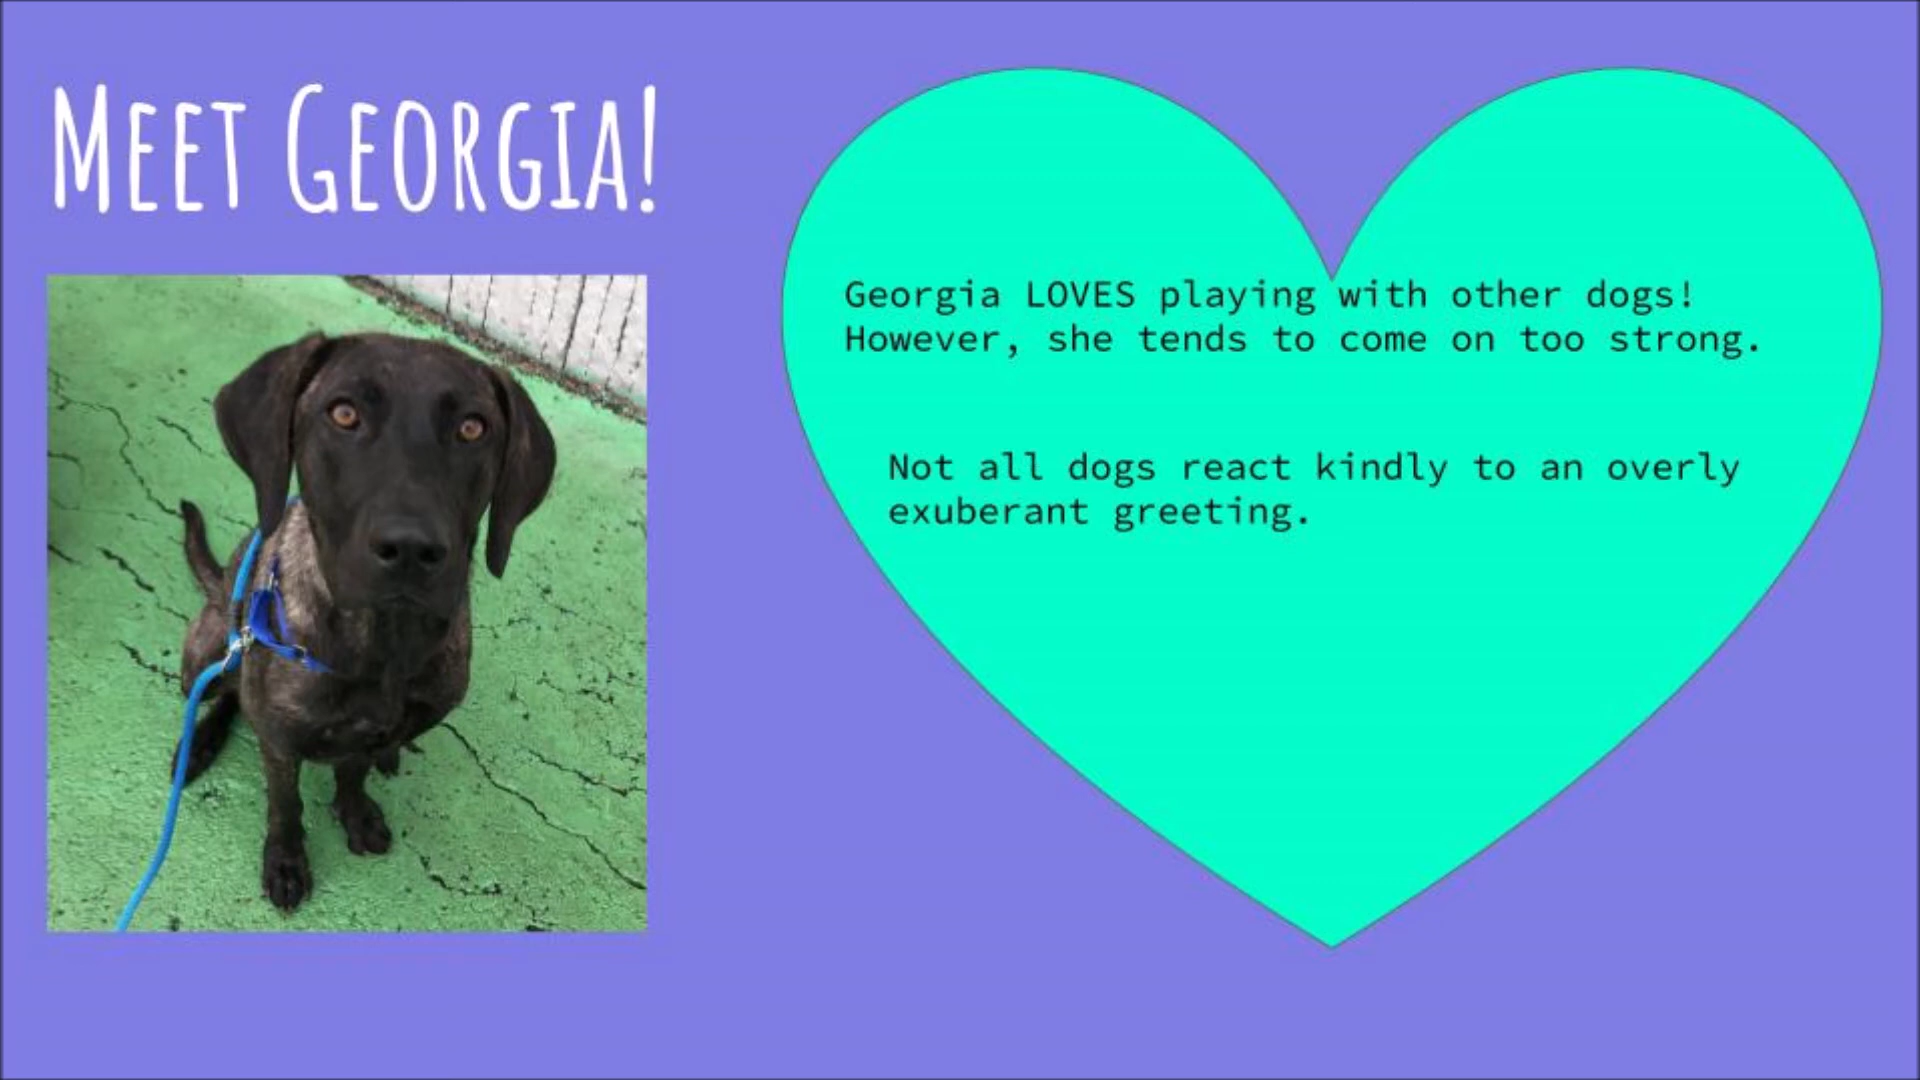 Meet Georgia!
Georgia LOVES playing with other dogs!
However, she tends to come on too strong.
Not all dogs react kindly to an overly
exuberant greeting.